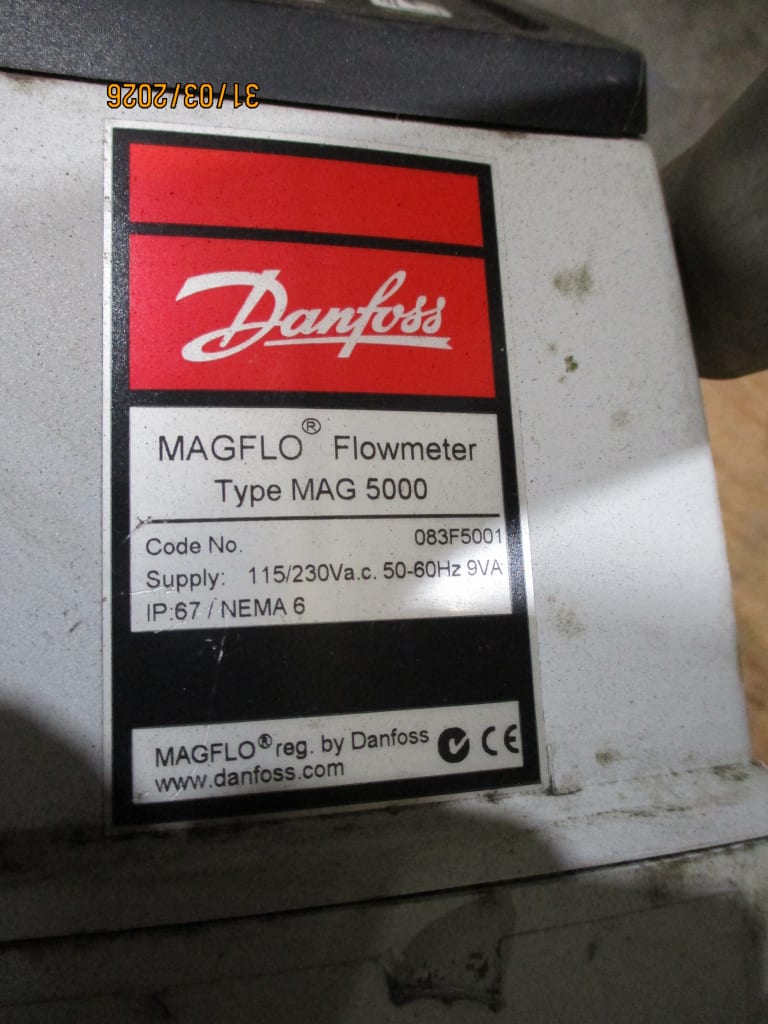 31/03/2026
Danfoss
MAGFLO® Flowmeter
Type MAG 5000
Code No. 083F5001
Supply: 115/230Va.c. 50-60Hz 9VA
IP:67 / NEMA 6
MAGFLO® reg. by Danfoss CE
www.danfoss.com